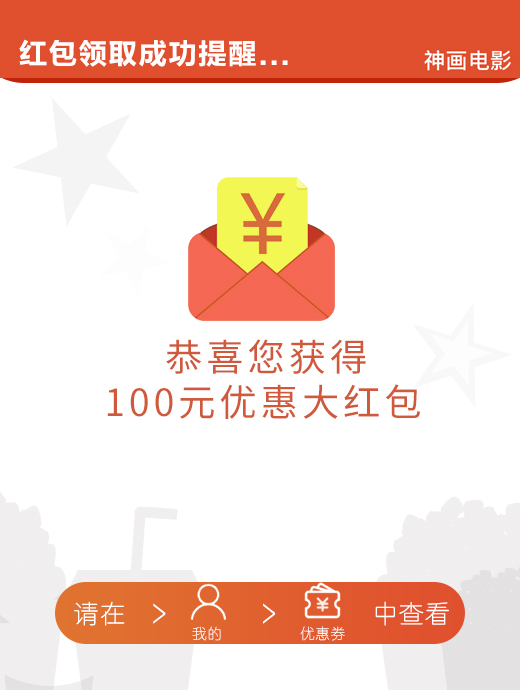 红包领取成功提醒...
神画电影
¥
恭喜您获得
100元优惠大红包
请在 > 我的 > ¥ 优惠券 中查看